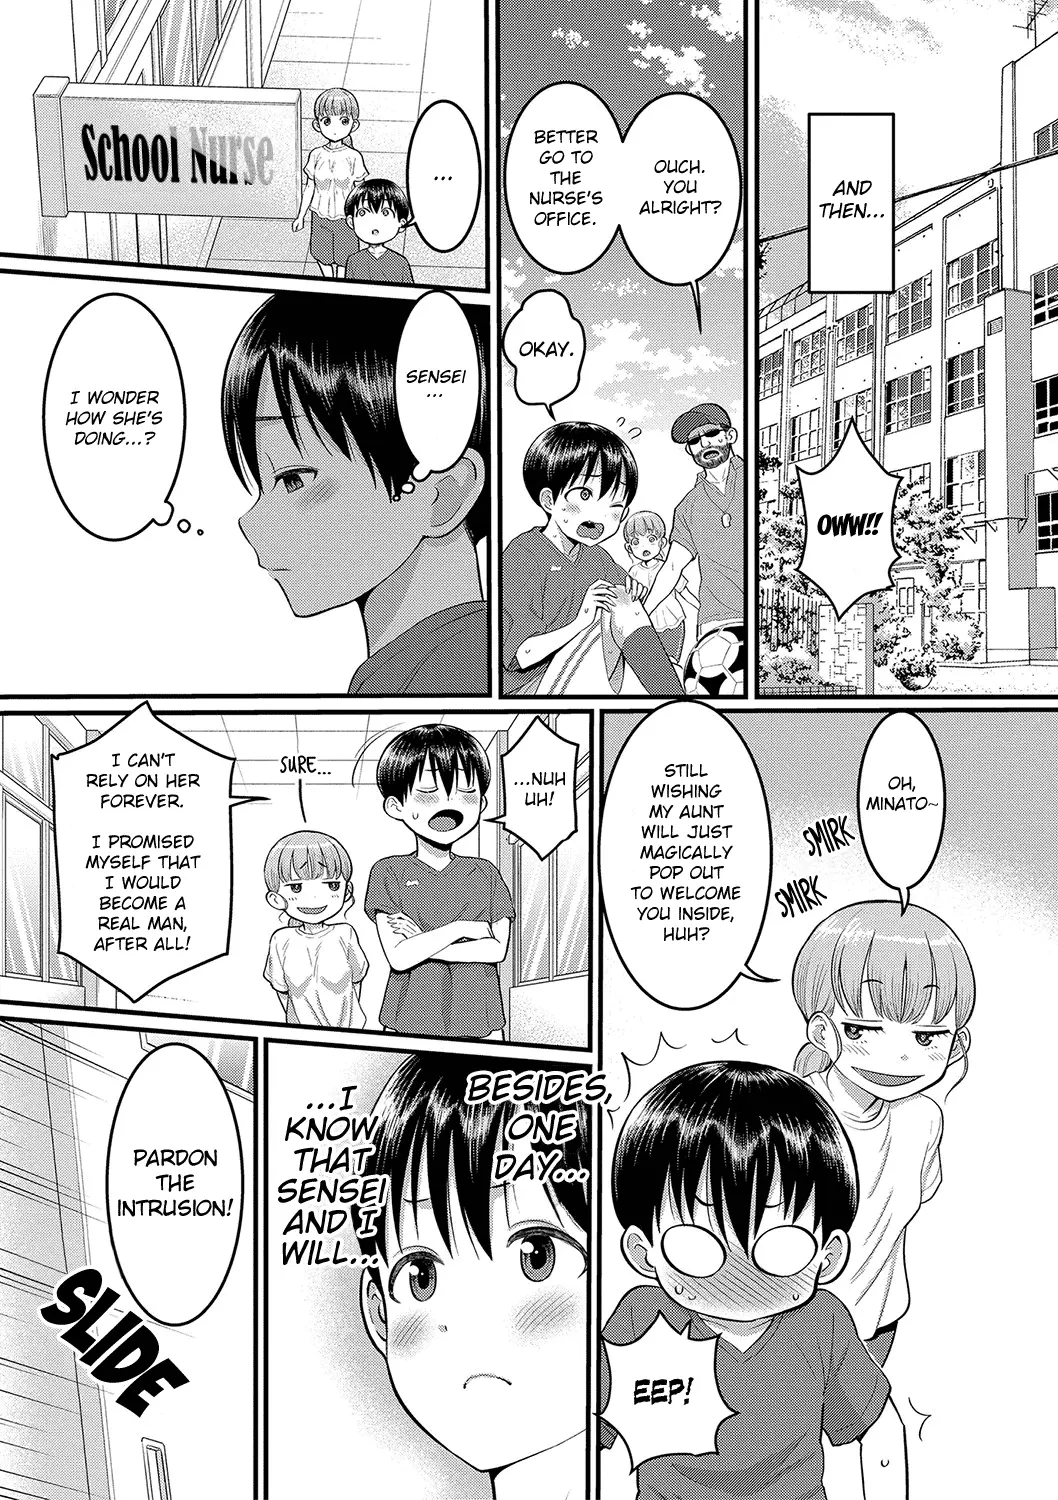 AND
THEN...
OWW!!
OUCH. YOU
ALRIGHT?
BETTER
GO TO
THE
NURSE'S
OFFICE.
OKAY.
School Nurse
...
SENSEI
...
I WONDER
HOW SHE'S
DOING...?
OH,
MINATO~
SMIRK
SMIRK
STILL
WISHING
MY AUNT
WILL JUST
MAGICALLY
POP OUT
TO WELCOME
YOU INSIDE,
HUH?
EEP!
...NUH
UH!
SURE...
I CAN'T
RELY ON HER
FOREVER.
I PROMISED
MYSELF THAT
I WOULD
BECOME A
REAL MAN,
AFTER ALL!
BESIDES,
ONE
DAY...
...I
KNOW
THAT
SENSEI
AND I
WILL...
PARDON
THE
INTRUSION!
SLIDE